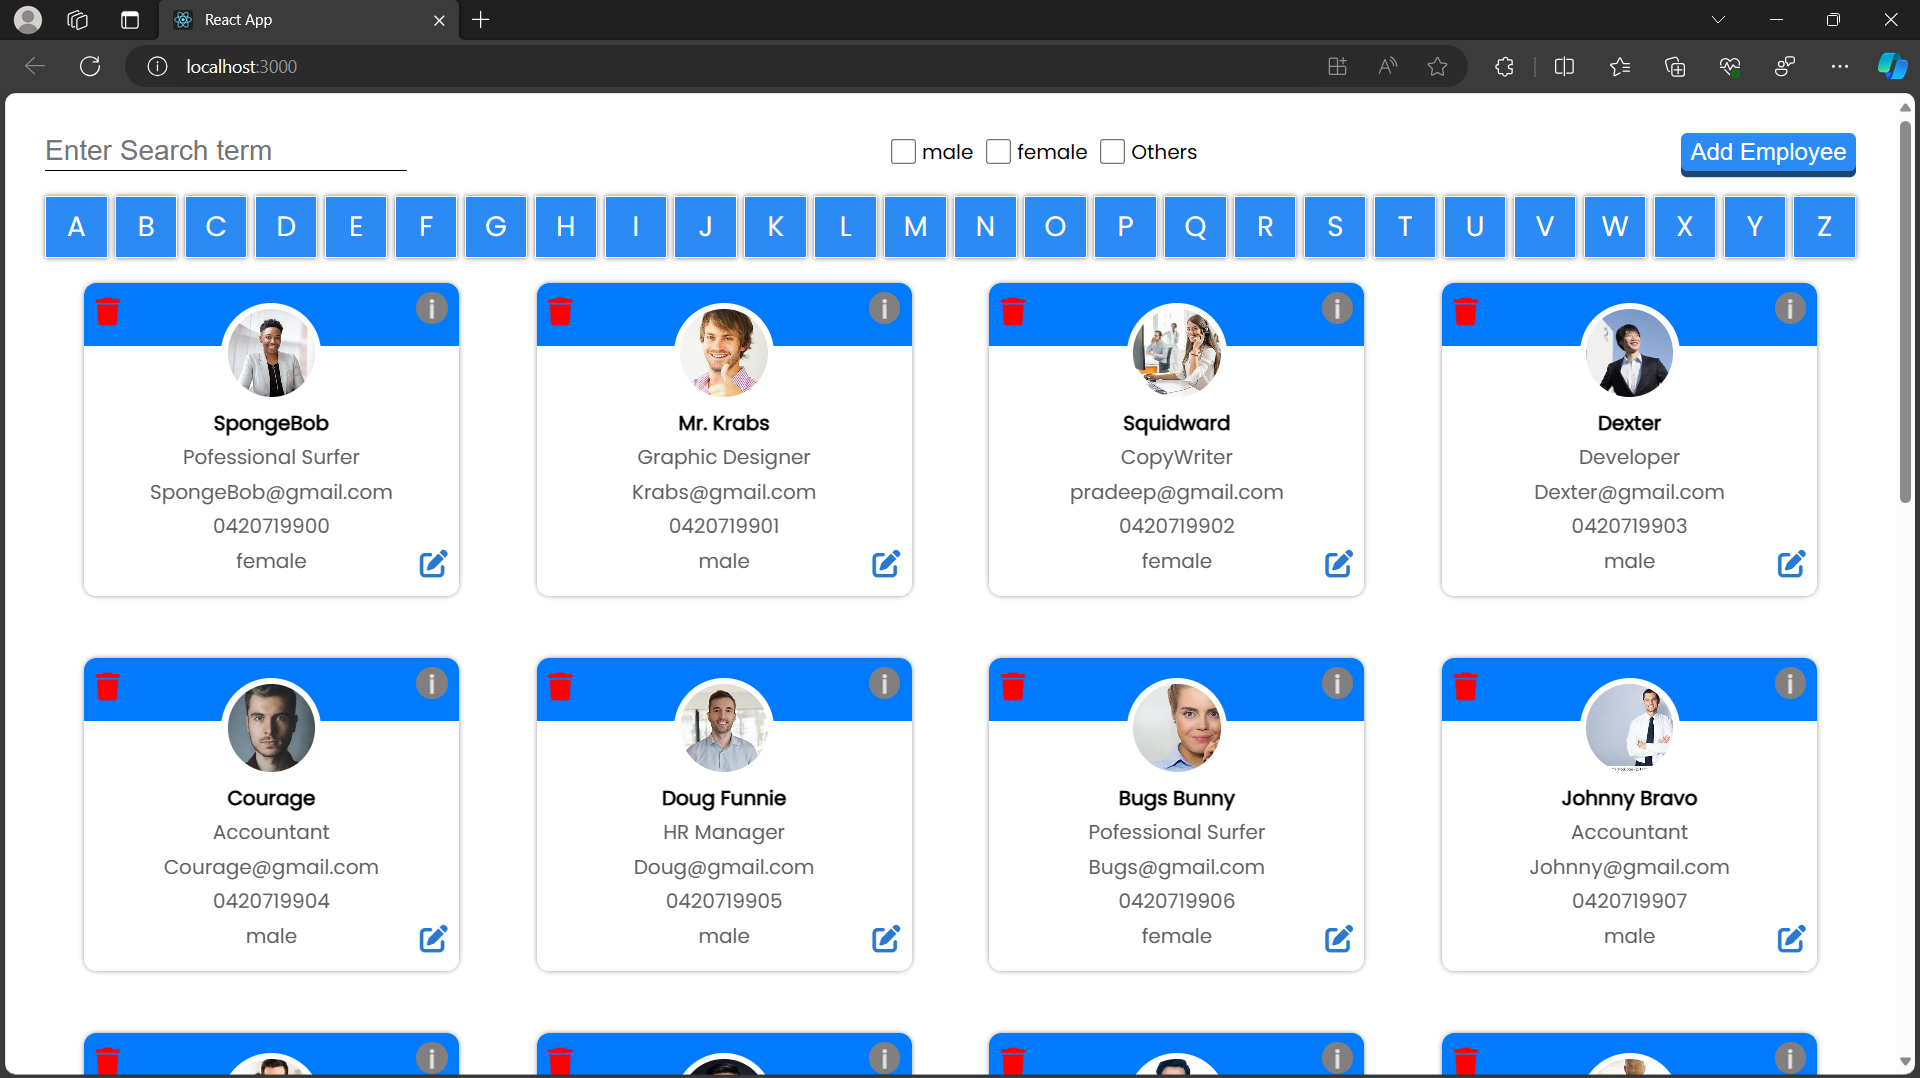 React App
localhost:3000
Enter Search term
male female Others
Add Employee
A B C D E F G H I J K L M N O P Q R S T U V W X Y Z
SpongeBob
Pofessional Surfer
SpongeBob@gmail.com
0420719900
female
Mr. Krabs
Graphic Designer
Krabs@gmail.com
0420719901
male
Squidward
CopyWriter
pradeep@gmail.com
0420719902
female
Dexter
Developer
Dexter@gmail.com
0420719903
male
Courage
Accountant
Courage@gmail.com
0420719904
male
Doug Funnie
HR Manager
Doug@gmail.com
0420719905
male
Bugs Bunny
Pofessional Surfer
Bugs@gmail.com
0420719906
female
Johnny Bravo
Accountant
Johnny@gmail.com
0420719907
male